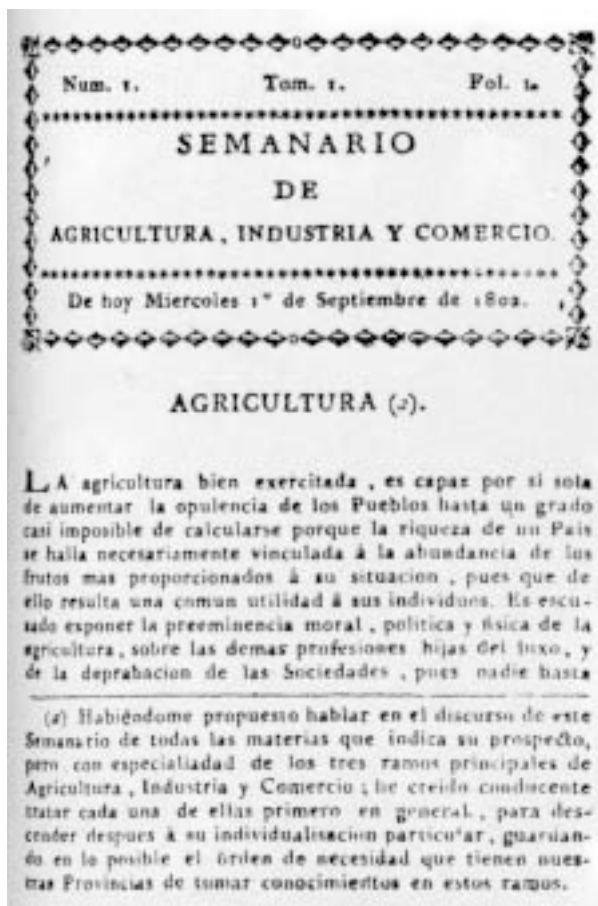 Num. 1. Tom. 1. Fol. 1.
SEMANARIO
DE
AGRICULTURA, INDUSTRIA Y COMERCIO.
De hoy Miercoles 1º de Septiembre de 1802.
AGRICULTURA (a).
LA agricultura bien exercitada, es capaz por si sola
de aumentar la opulencia de los Pueblos hasta un grado
casi imposible de calcularse porque la riqueza de un Pais
se halla necesariamente vinculada á la abundancia de los
frutos mas proporcionados á su situacion, pues que de
ello resulta una comun utilidad á sus individuos. Es escu-
sado exponer la preeminencia moral, politica y fisica de la
agricultura, sobre las demas profesiones hijas del luxo, y
de la deprabacion de las Sociedades, pues nadie hasta
(a) Habiéndome propuesto hablar en el discurso de este
Semanario de todas las materias que indica su prospecto,
pero con especialiadad de los tres ramos principales de
Agricultura, Industria y Comercio; he creido conducente
tratar cada una de ellas primero en general, para des-
cender despues à su individualisacion particular, guardan-
do en lo posible el órden de necesidad que tienen nues-
tras Provincias de tomar conocimientos en estos ramos.